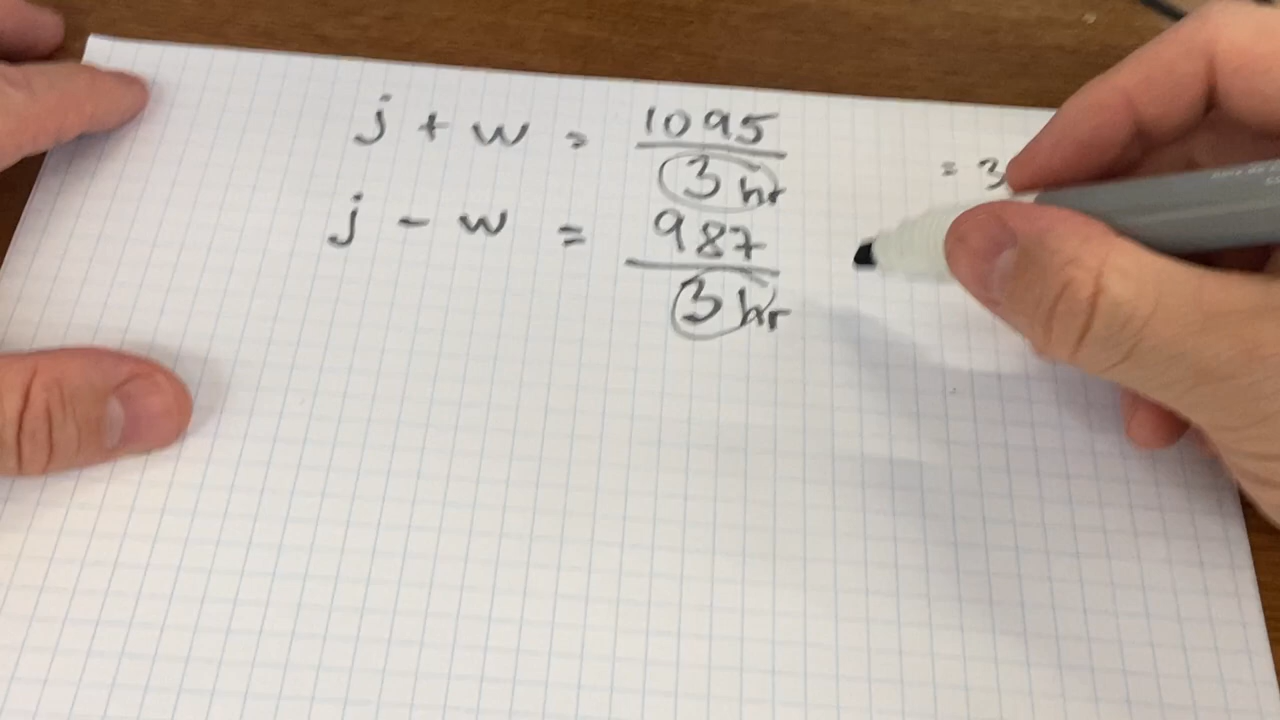 j + w = 1095 / 3 hr = 3
j - w = 987 / 3 hr